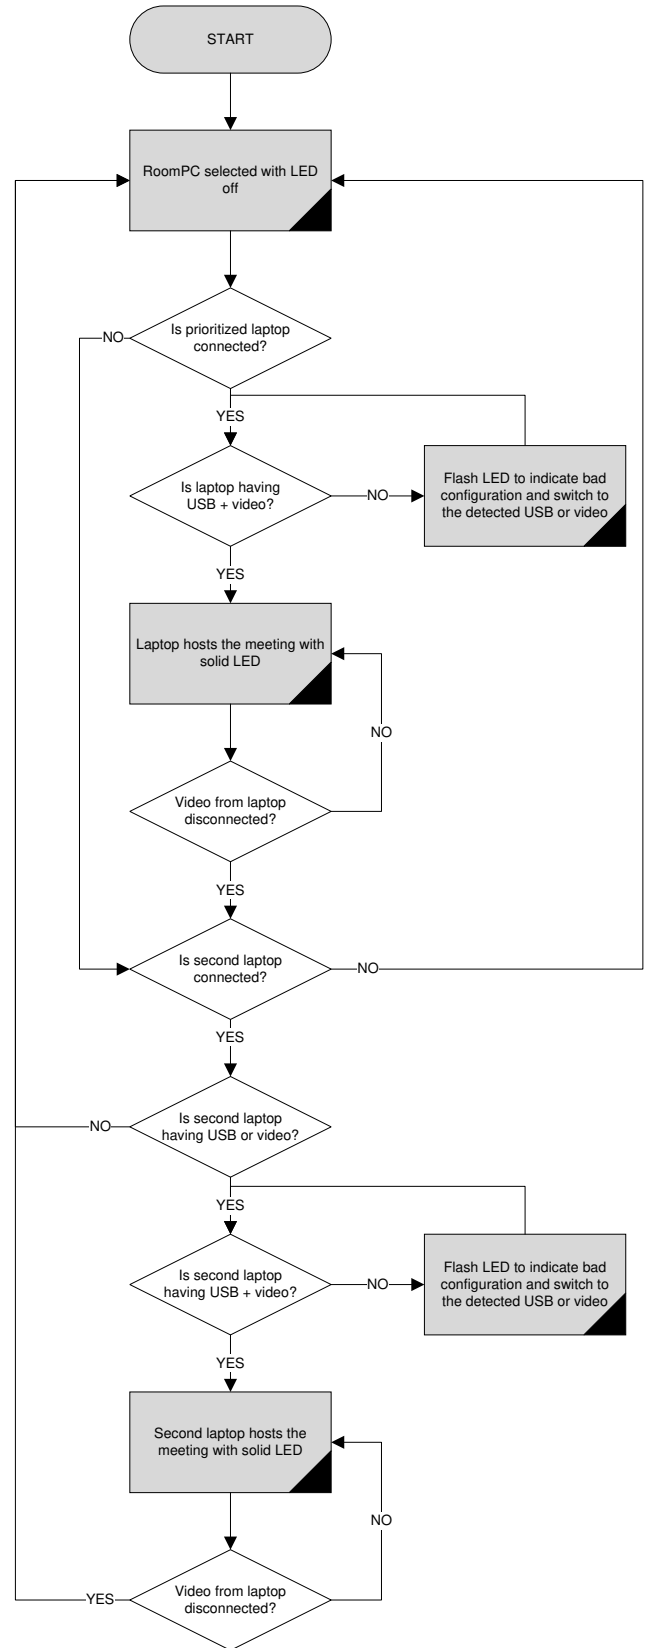 START
RoomPC selected with LED
off
Is prioritized laptop
connected?
NO
YES
Is laptop having
USB + video?
NO
Flash LED to indicate bad
configuration and switch to
the detected USB or video
YES
Laptop hosts the meeting with
solid LED
NO
Video from laptop
disconnected?
YES
Is second laptop
connected?
NO
YES
Is second laptop
having USB or video?
NO
YES
Is second laptop
having USB + video?
NO
Flash LED to indicate bad
configuration and switch to
the detected USB or video
YES
Second laptop hosts the
meeting with solid LED
NO
Video from laptop
disconnected?
YES